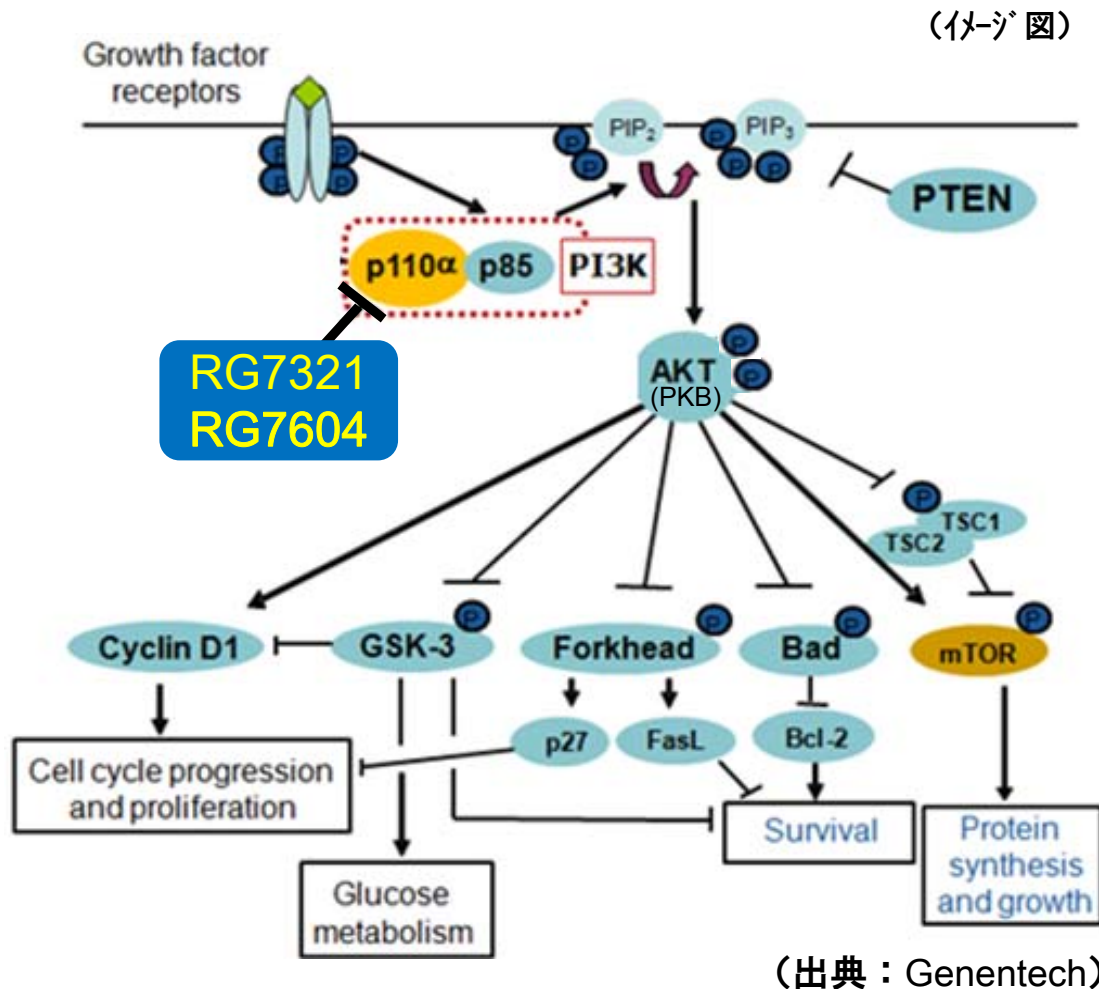 (ｲﾒｰｼﾞ図)
Growth factor
receptors
P
P
P
P
P
P
PIP2
P
P
P
PIP3
PTEN
p110α
p85
PI3K
RG7321
RG7604
AKT
(PKB)
P
P
P
TSC1
TSC2
Cyclin D1
GSK-3
P
Forkhead
P
Bad
P
mTOR
P
p27
FasL
Bcl-2
Cell cycle progression
and proliferation
Glucose
metabolism
Survival
Protein
synthesis
and growth
(出典：Genentech)